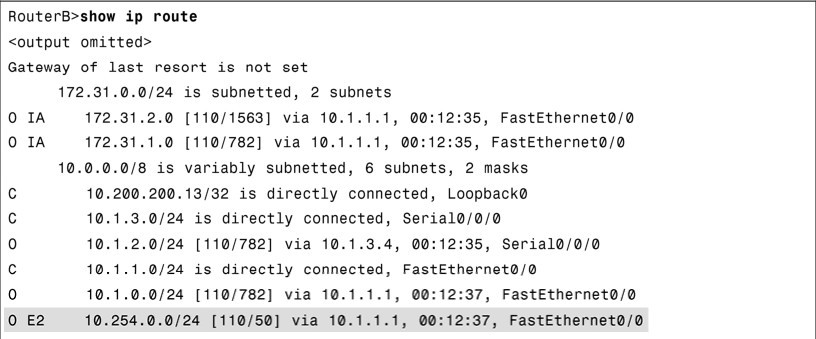 RouterB>show ip route
<output omitted>
Gateway of last resort is not set
172.31.0.0/24 is subnetted, 2 subnets
O IA 172.31.2.0 [110/1563] via 10.1.1.1, 00:12:35, FastEthernet0/0
O IA 172.31.1.0 [110/782] via 10.1.1.1, 00:12:35, FastEthernet0/0
10.0.0.0/8 is variably subnetted, 6 subnets, 2 masks
C 10.200.200.13/32 is directly connected, Loopback0
C 10.1.3.0/24 is directly connected, Serial0/0/0
O 10.1.2.0/24 [110/782] via 10.1.3.4, 00:12:35, Serial0/0/0
C 10.1.1.0/24 is directly connected, FastEthernet0/0
O 10.1.0.0/24 [110/782] via 10.1.1.1, 00:12:37, FastEthernet0/0
O E2 10.254.0.0/24 [110/50] via 10.1.1.1, 00:12:37, FastEthernet0/0